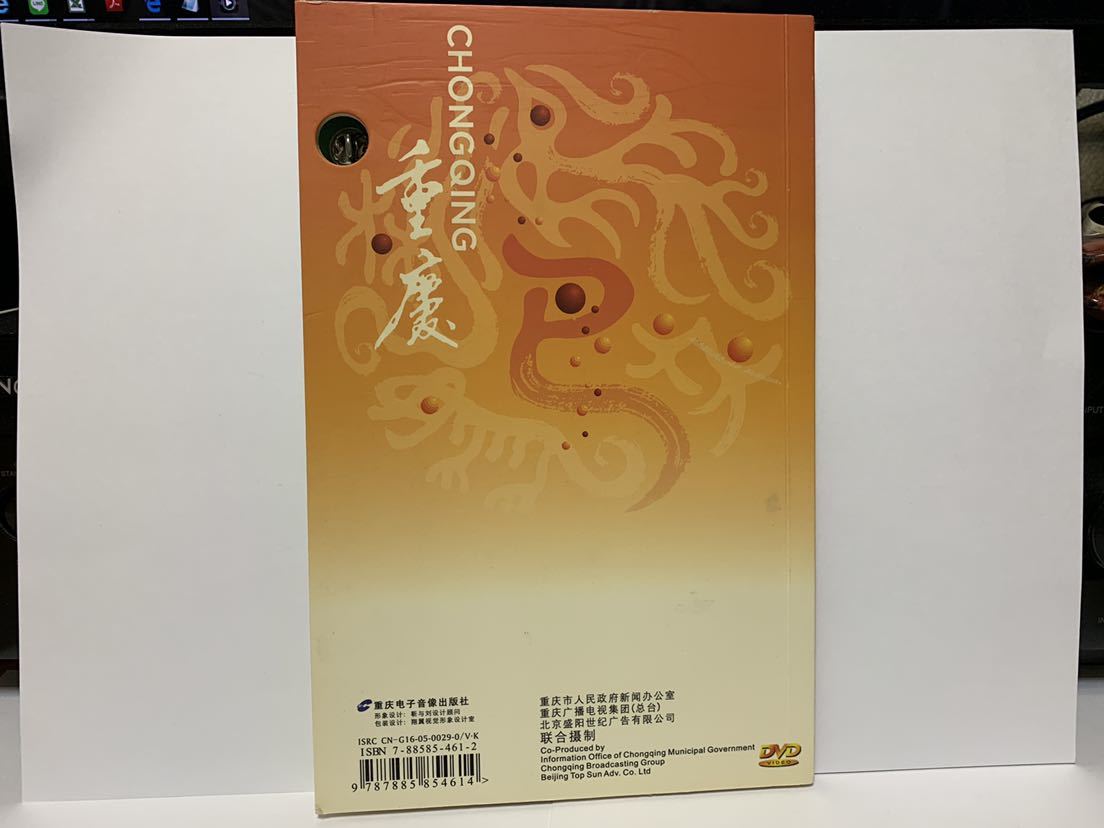 CHONGQING
重慶
重庆电子音像出版社
形象设计：靳与刘设计顾问
包装设计：翔翼视觉形象设计室
ISRC CN-G16-05-0029-0/V·K
ISBN 7-88585-461-2
9 787885 854614 >
重庆市人民政府新闻办公室
重庆广播电视集团(总台)
北京盛阳世纪广告有限公司
联合摄制
Co-Produced by
Information Office of Chongqing Municipal Government
Chongqing Broadcasting Group
Beijing Top Sun Adv. Co. Ltd
DVD
VIDEO